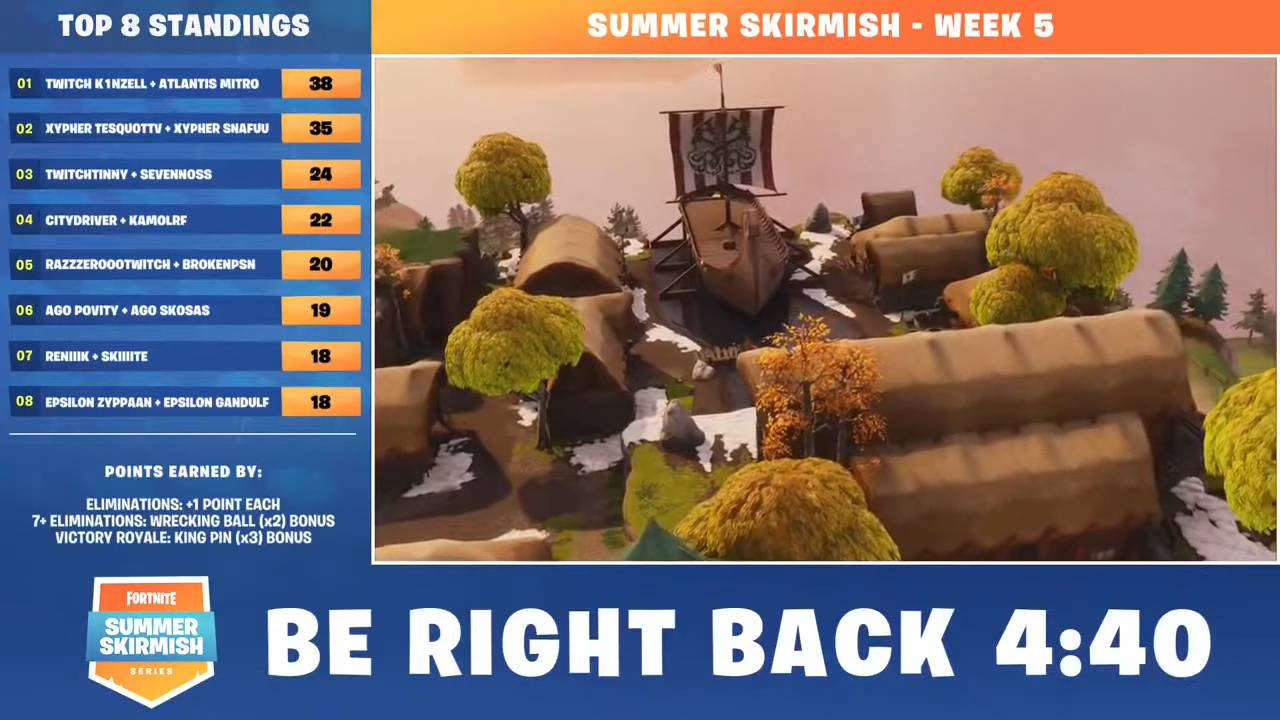 TOP 8 STANDINGS
01 TWITCH K1NZELL + ATLANTIS MITRO 38
02 XYPHER TESQUOTTV + XYPHER SNAFUU 35
03 TWITCHTINNY + SEVENNOSS 24
04 CITYDRIVER + KAMOLRF 22
05 RAZZZEROOOTWITCH + BROKENPSN 20
06 AGO POVITY + AGO SKOSAS 19
07 RENIIIK + SKIIIITE 18
08 EPSILON ZYPPAAN + EPSILON GANDULF 18
POINTS EARNED BY:
ELIMINATIONS: +1 POINT EACH
7+ ELIMINATIONS: WRECKING BALL (x2) BONUS
VICTORY ROYALE: KING PIN (x3) BONUS
SUMMER SKIRMISH - WEEK 5
FORTNITE
SUMMER
SKIRMISH
SERIES
BE RIGHT BACK 4:40